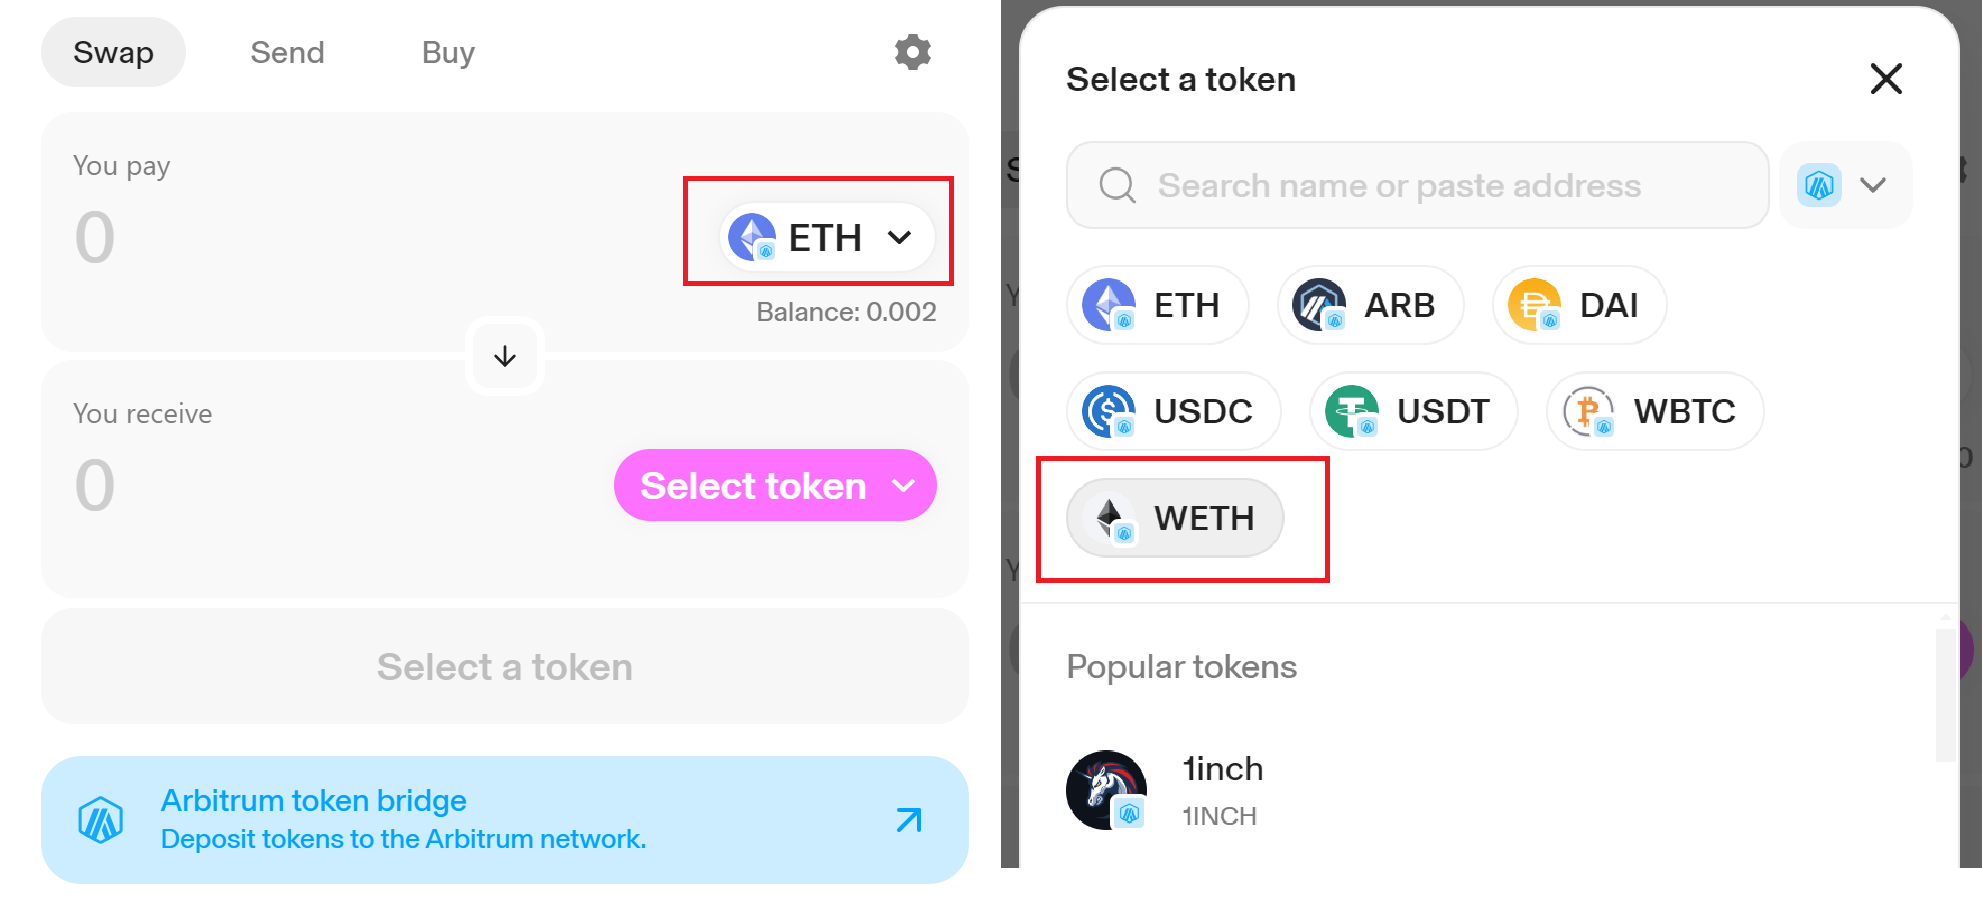 Swap Send Buy
You pay
0
ETH
Balance: 0.002
You receive
0
Select token
Select a token
Arbitrum token bridge
Deposit tokens to the Arbitrum network.
Select a token
Search name or paste address
ETH ARB DAI
USDC USDT WBTC
WETH
Popular tokens
1inch
1INCH